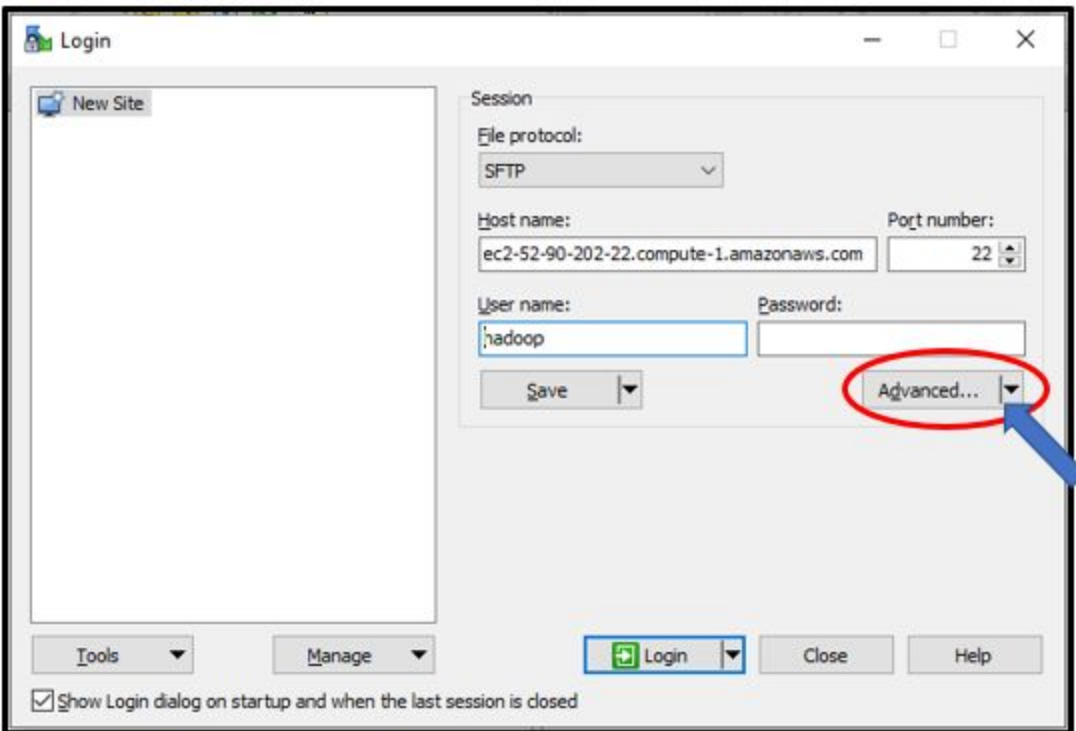 Login
New Site
Session
File protocol:
SFTP
Host name: Port number:
ec2-52-90-202-22.compute-1.amazonaws.com 22
User name: Password:
hadoop
Save Advanced...
Tools Manage Login Close Help
Show Login dialog on startup and when the last session is closed